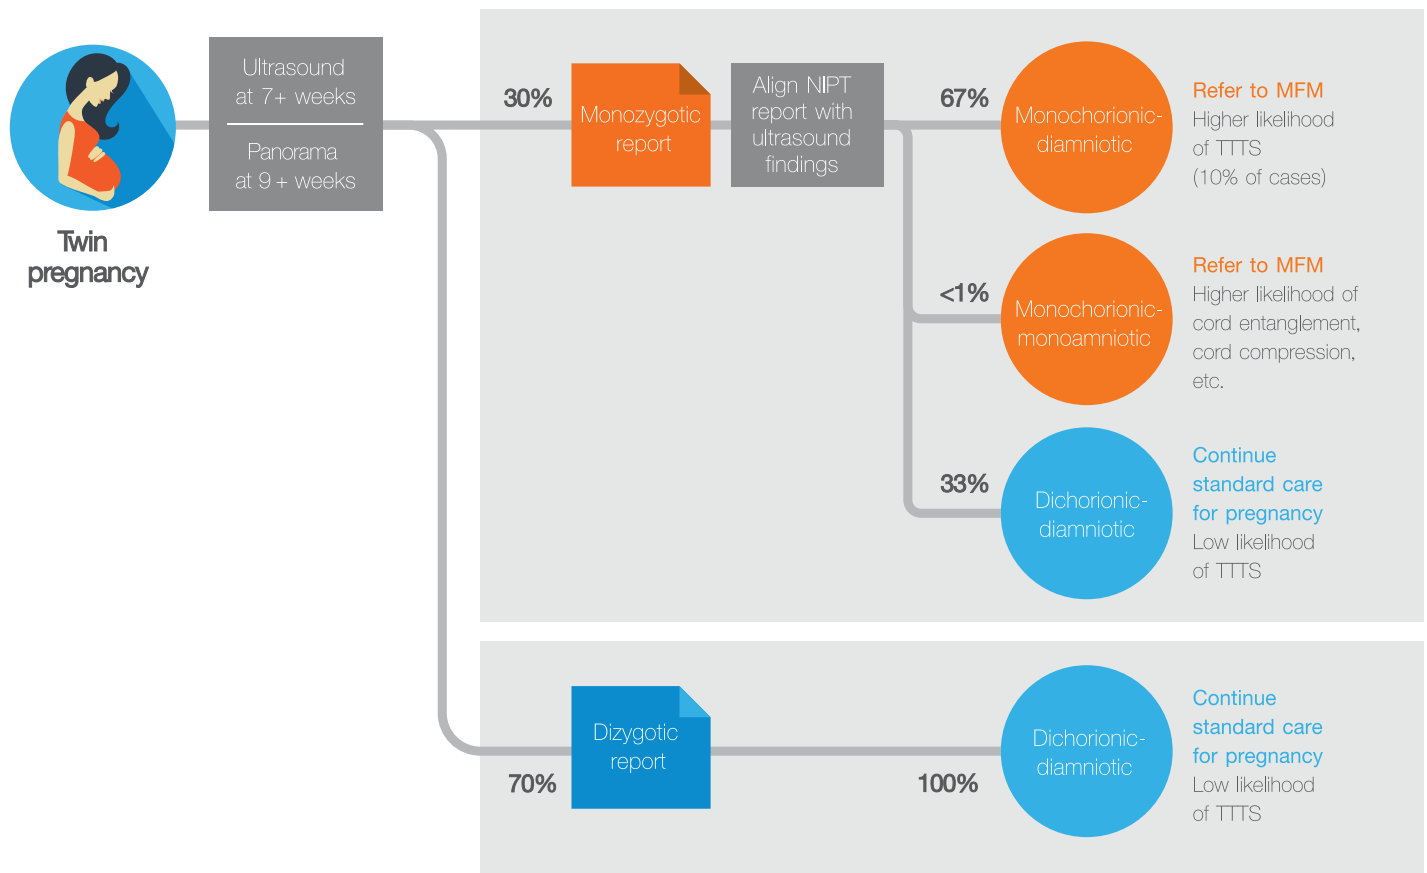 Twin
pregnancy
Ultrasound
at 7+ weeks
Panorama
at 9+ weeks
30%
Monozygotic
report
Align NIPT
report with
ultrasound
findings
67%
Monochorionic-
diamniotic
Refer to MFM
Higher likelihood
of TTTS
(10% of cases)
<1%
Monochorionic-
monoamniotic
Refer to MFM
Higher likelihood of
cord entanglement,
cord compression,
etc.
33%
Dichorionic-
diamniotic
Continue
standard care
for pregnancy
Low likelihood
of TTTS
70%
Dizygotic
report
100%
Dichorionic-
diamniotic
Continue
standard care
for pregnancy
Low likelihood
of TTTS